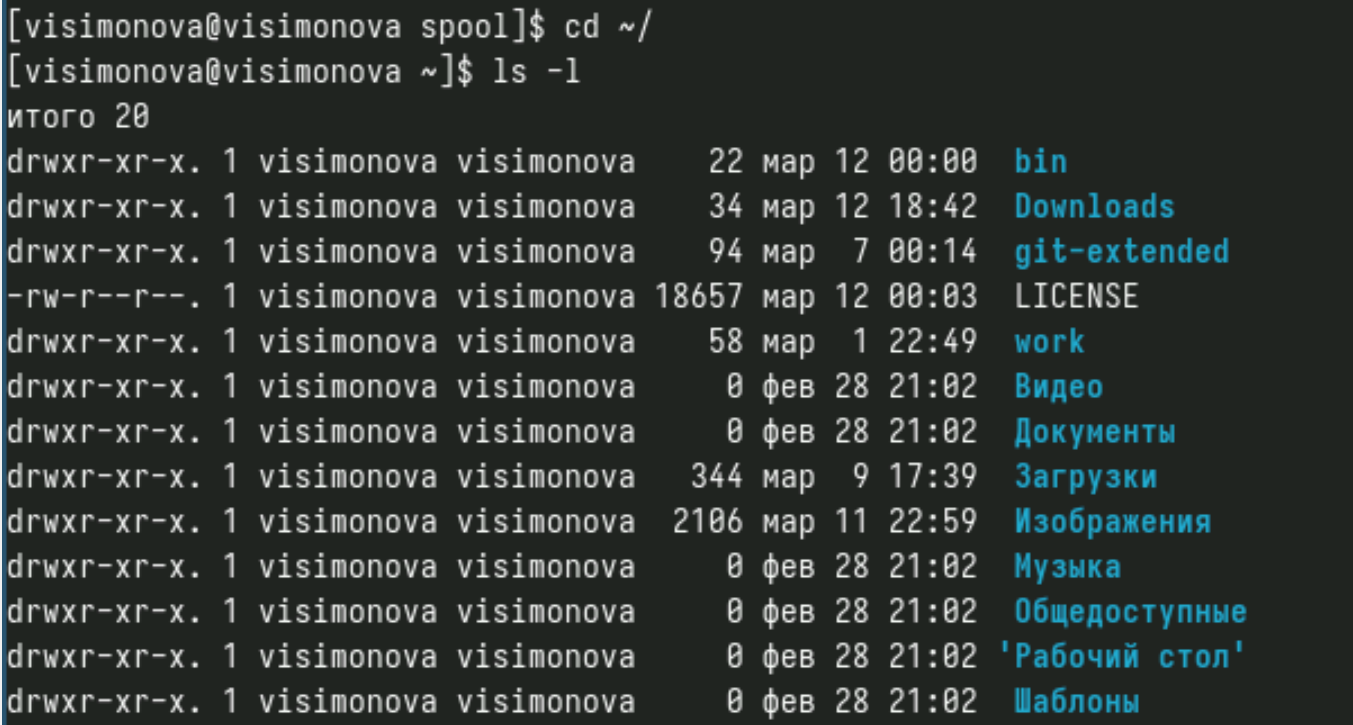 [visimonova@visimonova spool]$ cd ~/
[visimonova@visimonova ~]$ ls -l
итого 20
drwxr-xr-x. 1 visimonova visimonova    22 мар 12 00:00  bin
drwxr-xr-x. 1 visimonova visimonova    34 мар 12 18:42  Downloads
drwxr-xr-x. 1 visimonova visimonova    94 мар  7 00:14  git-extended
-rw-r--r--. 1 visimonova visimonova 18657 мар 12 00:03  LICENSE
drwxr-xr-x. 1 visimonova visimonova    58 мар  1 22:49  work
drwxr-xr-x. 1 visimonova visimonova     0 фев 28 21:02  Видео
drwxr-xr-x. 1 visimonova visimonova     0 фев 28 21:02  Документы
drwxr-xr-x. 1 visimonova visimonova   344 мар  9 17:39  Загрузки
drwxr-xr-x. 1 visimonova visimonova  2106 мар 11 22:59  Изображения
drwxr-xr-x. 1 visimonova visimonova     0 фев 28 21:02  Музыка
drwxr-xr-x. 1 visimonova visimonova     0 фев 28 21:02  Общедоступные
drwxr-xr-x. 1 visimonova visimonova     0 фев 28 21:02 'Рабочий стол'
drwxr-xr-x. 1 visimonova visimonova     0 фев 28 21:02  Шаблоны